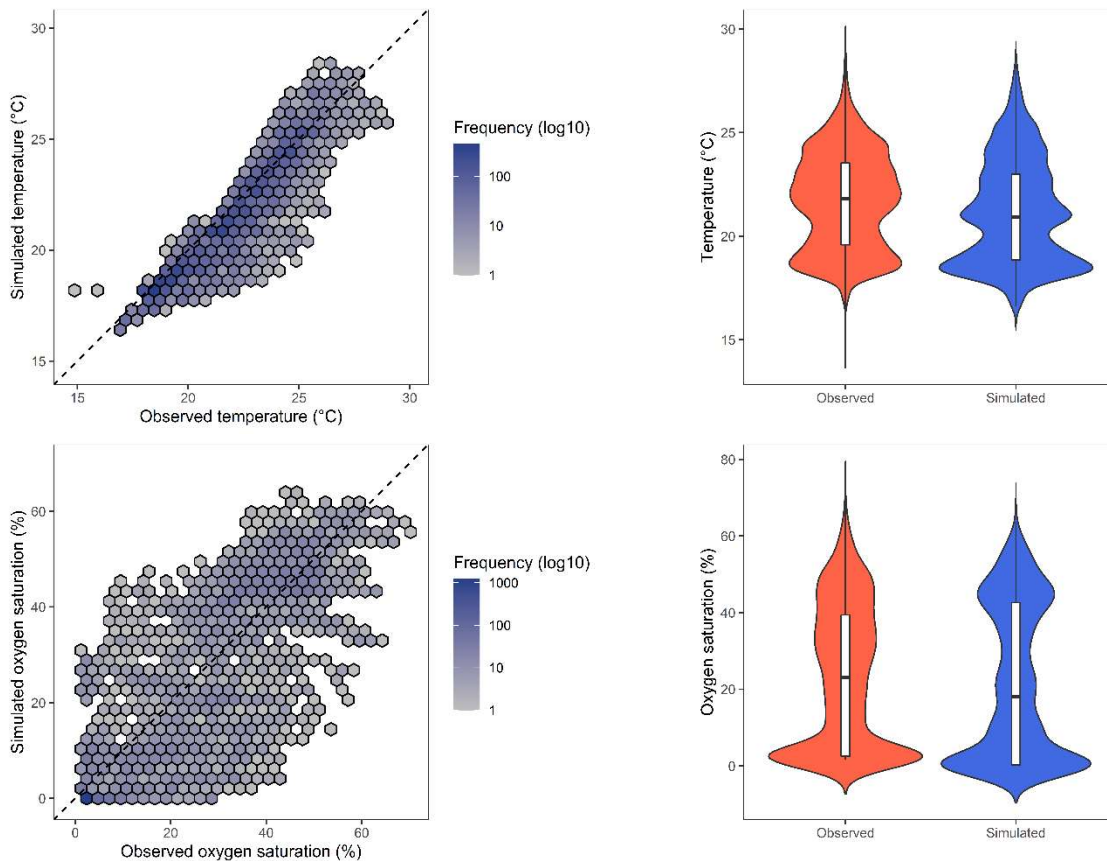 30
25
20
15
Simulated temperature (°C)
15
20
25
30
Observed temperature (°C)
Frequency (log10)
100
10
1
30
25
20
15
Temperature (°C)
Observed
Simulated
60
40
20
0
Simulated oxygen saturation (%)
0
20
40
60
Observed oxygen saturation (%)
Frequency (log10)
1000
100
10
1
80
60
40
20
0
Oxygen saturation (%)
Observed
Simulated